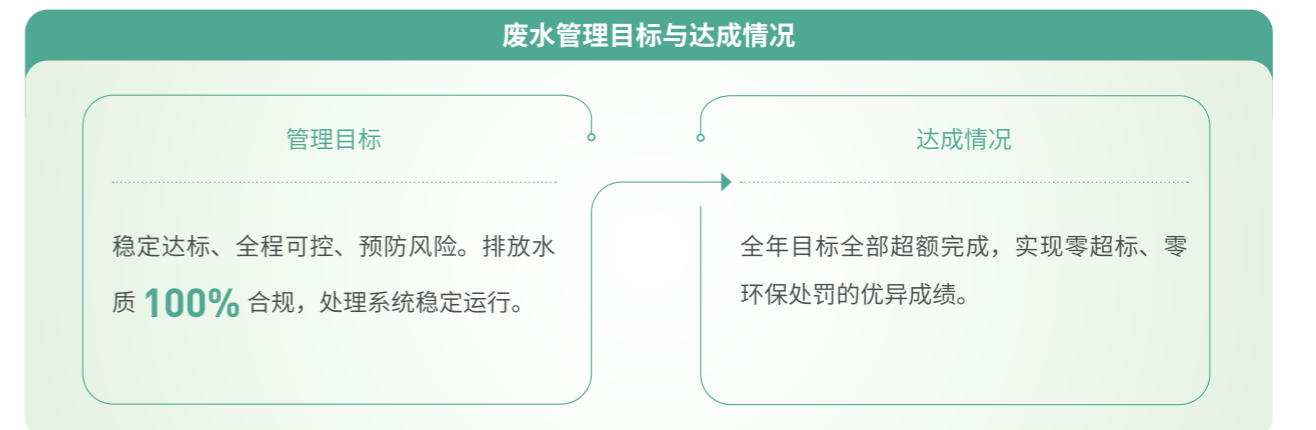 废水管理目标与达成情况
管理目标
稳定达标、全程可控、预防风险。排放水
质 100% 合规，处理系统稳定运行。
达成情况
全年目标全部超额完成，实现零超标、零
环保处罚的优异成绩。